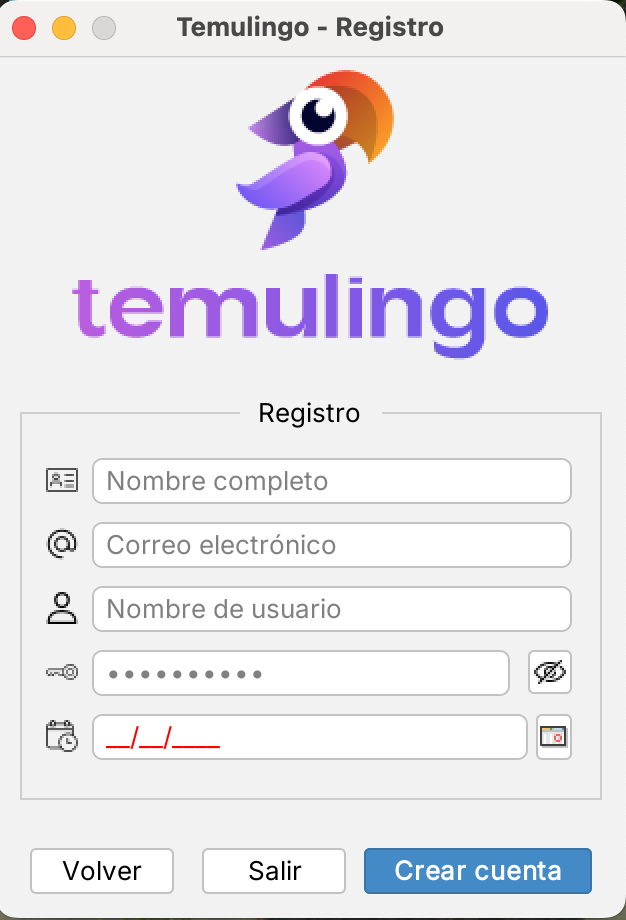 Temulingo - Registro
temulingo
Registro
Nombre completo
Correo electrónico
Nombre de usuario
••••••••••
__/__/____
Volver
Salir
Crear cuenta